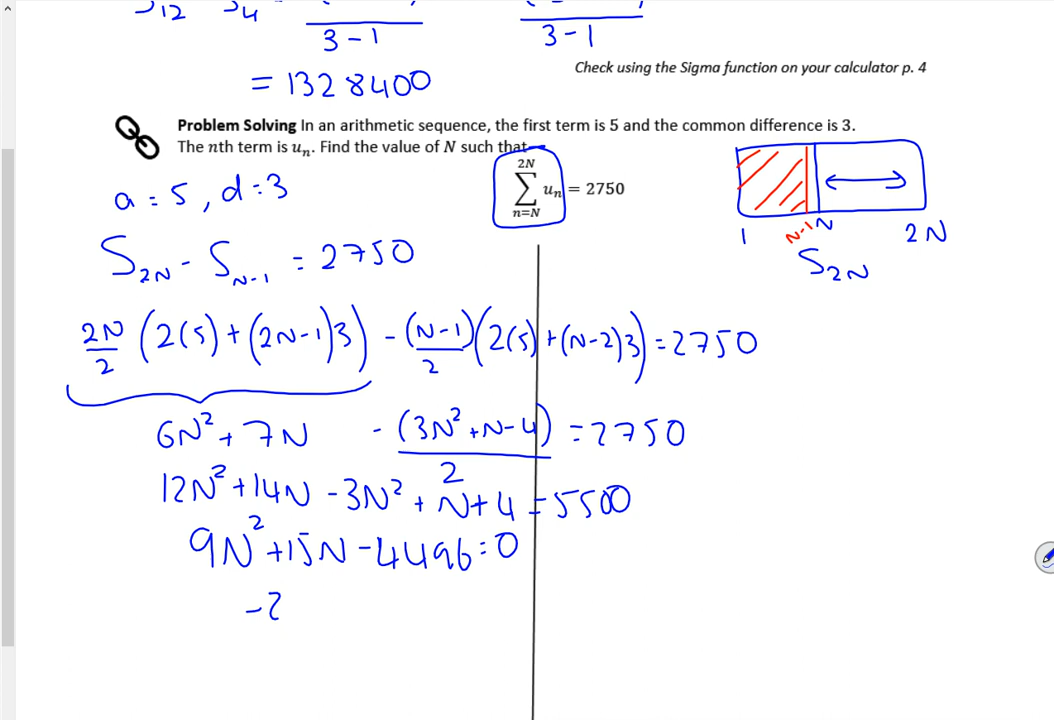 3 - 1 3 - 1
= 1328400
Check using the Sigma function on your calculator p. 4
Problem Solving In an arithmetic sequence, the first term is 5 and the common difference is 3.
The nth term is uₙ. Find the value of N such that
a = 5, d = 3
2N
∑ uₙ = 2750
n=N
1 N-1 N 2N
S₂N
S₂N - S_N-1 = 2750
2N/2 (2(5) + (2N-1)3) - (N-1)/2 (2(5) + (N-2)3) = 2750
6N² + 7N - (3N² + N - 4)/2 = 2750
12N² + 14N - 3N² + N + 4 = 5500
9N² + 15N - 4496 = 0